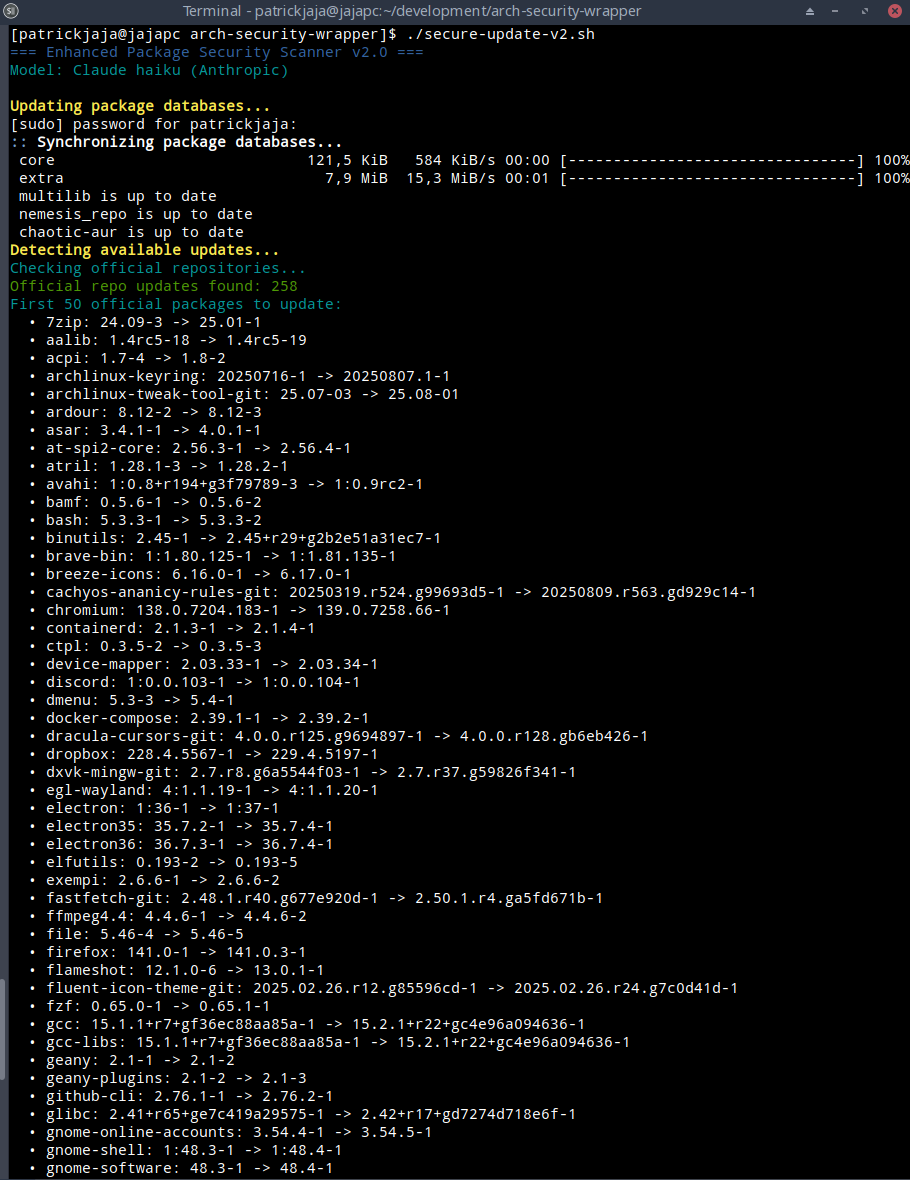 Terminal - patrickjaja@jajapc:~/development/arch-security-wrapper
[patrickjaja@jajapc arch-security-wrapper]$ ./secure-update-v2.sh
=== Enhanced Package Security Scanner v2.0 ===
Model: Claude haiku (Anthropic)
Updating package databases...
[sudo] password for patrickjaja:
:: Synchronizing package databases...
core 121,5 KiB 584 KiB/s 00:00 [--------------------------------] 100%
extra 7,9 MiB 15,3 MiB/s 00:01 [--------------------------------] 100%
multilib is up to date
nemesis_repo is up to date
chaotic-aur is up to date
Detecting available updates...
Checking official repositories...
Official repo updates found: 258
First 50 official packages to update:
• 7zip: 24.09-3 -> 25.01-1
• aalib: 1.4rc5-18 -> 1.4rc5-19
• acpi: 1.7-4 -> 1.8-2
• archlinux-keyring: 20250716-1 -> 20250807.1-1
• archlinux-tweak-tool-git: 25.07-03 -> 25.08-01
• ardour: 8.12-2 -> 8.12-3
• asar: 3.4.1-1 -> 4.0.1-1
• at-spi2-core: 2.56.3-1 -> 2.56.4-1
• atril: 1.28.1-3 -> 1.28.2-1
• avahi: 1:0.8+r194+g3f79789-3 -> 1:0.9rc2-1
• bamf: 0.5.6-1 -> 0.5.6-2
• bash: 5.3.3-1 -> 5.3.3-2
• binutils: 2.45-1 -> 2.45+r29+g2b2e51a31ec7-1
• brave-bin: 1:1.80.125-1 -> 1:1.81.135-1
• breeze-icons: 6.16.0-1 -> 6.17.0-1
• cachyos-ananicy-rules-git: 20250319.r524.g99693d5-1 -> 20250809.r563.gd929c14-1
• chromium: 138.0.7204.183-1 -> 139.0.7258.66-1
• containerd: 2.1.3-1 -> 2.1.4-1
• ctpl: 0.3.5-2 -> 0.3.5-3
• device-mapper: 2.03.33-1 -> 2.03.34-1
• discord: 1:0.0.103-1 -> 1:0.0.104-1
• dmenu: 5.3-3 -> 5.4-1
• docker-compose: 2.39.1-1 -> 2.39.2-1
• dracula-cursors-git: 4.0.0.r125.g9694897-1 -> 4.0.0.r128.gb6eb426-1
• dropbox: 228.4.5567-1 -> 229.4.5197-1
• dxvk-mingw-git: 2.7.r8.g6a5544f03-1 -> 2.7.r37.g59826f341-1
• egl-wayland: 4:1.1.19-1 -> 4:1.1.20-1
• electron: 1:36-1 -> 1:37-1
• electron35: 35.7.2-1 -> 35.7.4-1
• electron36: 36.7.3-1 -> 36.7.4-1
• elfutils: 0.193-2 -> 0.193-5
• exempi: 2.6.6-1 -> 2.6.6-2
• fastfetch-git: 2.48.1.r40.g677e920d-1 -> 2.50.1.r4.ga5fd671b-1
• ffmpeg4.4: 4.4.6-1 -> 4.4.6-2
• file: 5.46-4 -> 5.46-5
• firefox: 141.0-1 -> 141.0.3-1
• flameshot: 12.1.0-6 -> 13.0.1-1
• fluent-icon-theme-git: 2025.02.26.r12.g85596cd-1 -> 2025.02.26.r24.g7c0d41d-1
• fzf: 0.65.0-1 -> 0.65.1-1
• gcc: 15.1.1+r7+gf36ec88aa85a-1 -> 15.2.1+r22+gc4e96a094636-1
• gcc-libs: 15.1.1+r7+gf36ec88aa85a-1 -> 15.2.1+r22+gc4e96a094636-1
• geany: 2.1-1 -> 2.1-2
• geany-plugins: 2.1-2 -> 2.1-3
• github-cli: 2.76.1-1 -> 2.76.2-1
• glibc: 2.41+r65+ge7c419a29575-1 -> 2.42+r17+gd7274d718e6f-1
• gnome-online-accounts: 3.54.4-1 -> 3.54.5-1
• gnome-shell: 1:48.3-1 -> 1:48.4-1
• gnome-software: 48.3-1 -> 48.4-1